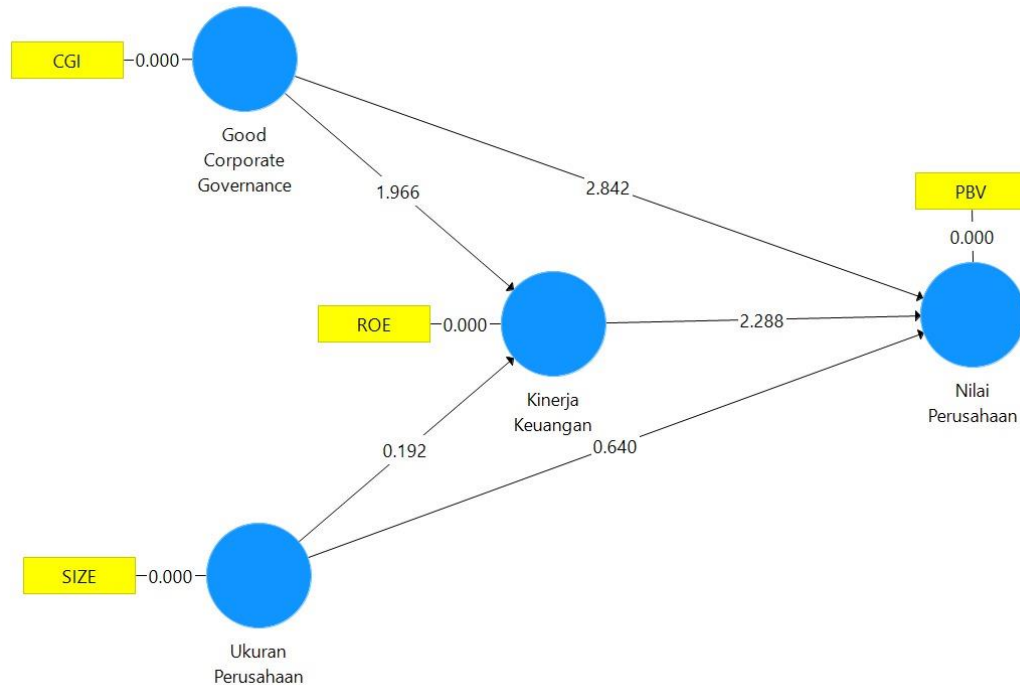 CGI
0.000
Good
Corporate
Governance
1.966
2.842
PBV
0.000
ROE
0.000
2.288
Kinerja
Keuangan
Nilai
Perusahaan
0.192
0.640
SIZE
0.000
Ukuran
Perusahaan